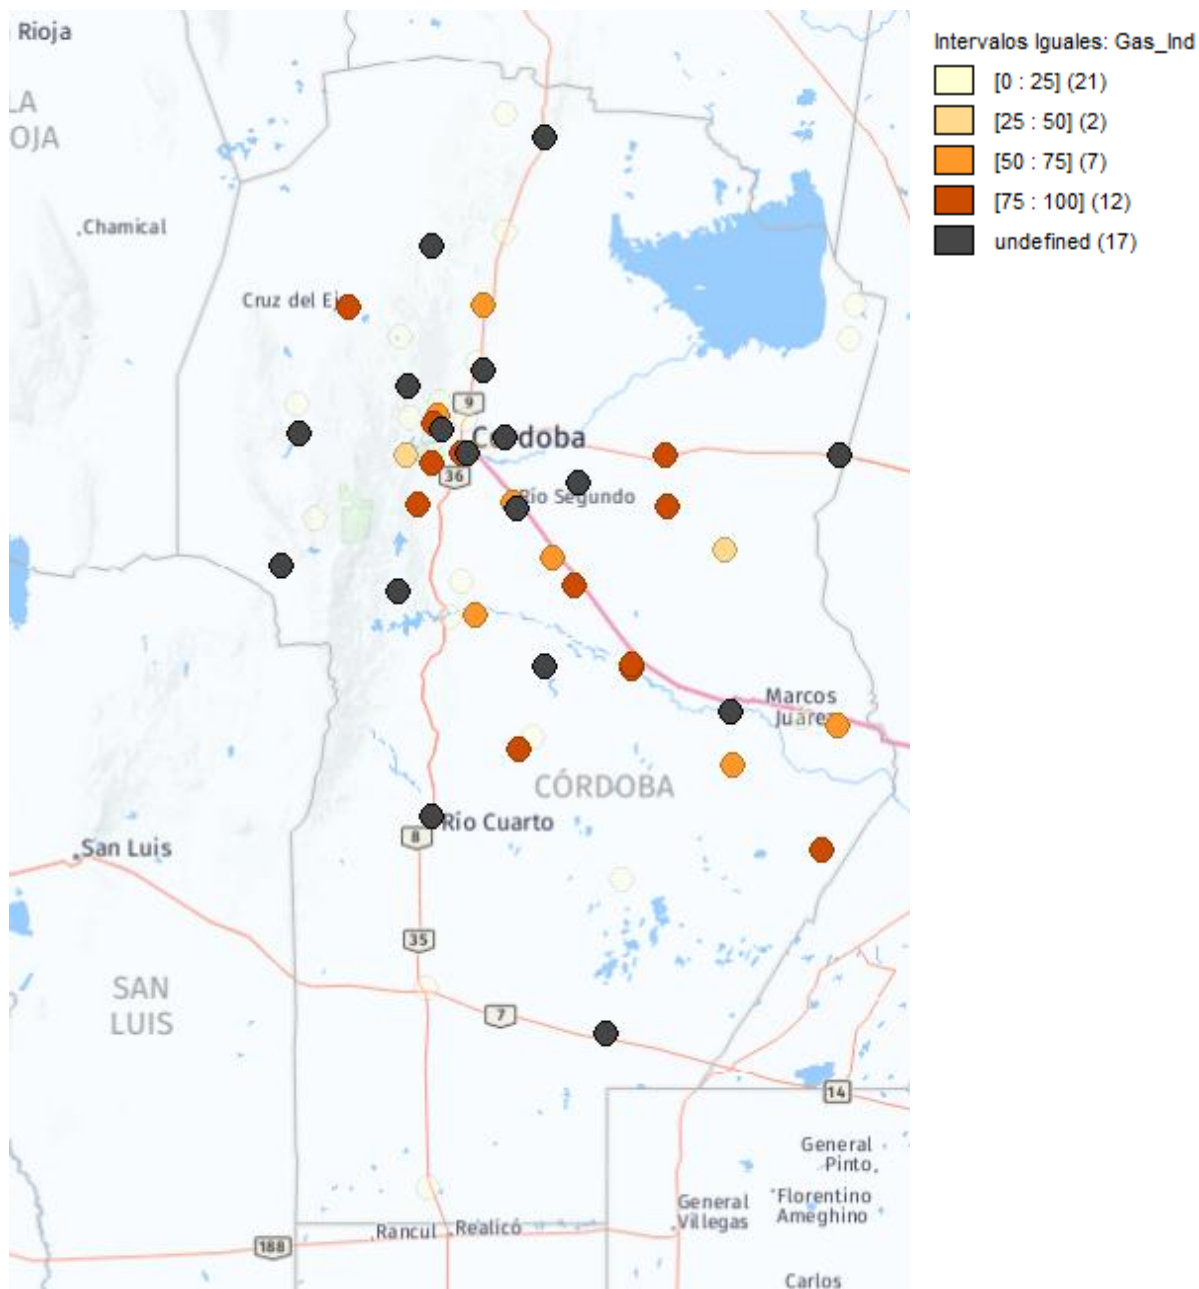 Rioja
LA
OJA
Chamical
Cruz del Ej
9
Córdoba
36
Río Segundo
Marcos
Juárez
CÓRDOBA
Río Cuarto
8
San Luis
35
SAN
LUIS
7
14
General
Pinto
General
Villegas
Florentino
Ameghino
Rancul
Realicó
188
Carlos
Intervalos Iguales: Gas_Ind
[0 : 25] (21)
[25 : 50] (2)
[50 : 75] (7)
[75 : 100] (12)
undefined (17)